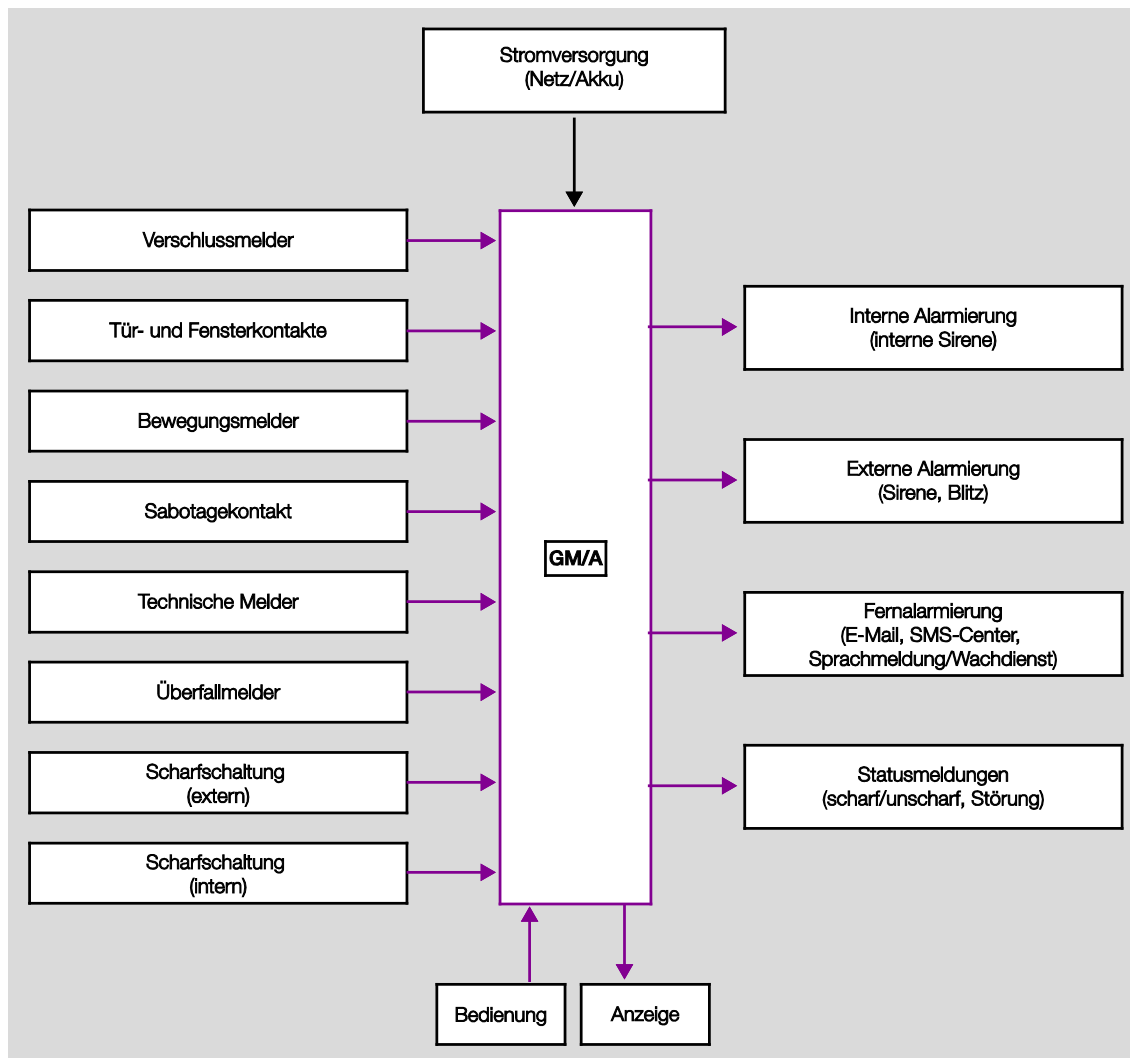 Stromversorgung
(Netz/Akku)
Verschlussmelder
Tür- und Fensterkontakte
Bewegungsmelder
Sabotagekontakt
Technische Melder
Überfallmelder
Scharfschaltung
(extern)
Scharfschaltung
(intern)
GM/A
Interne Alarmierung
(interne Sirene)
Externe Alarmierung
(Sirene, Blitz)
Fernalarmierung
(E-Mail, SMS-Center,
Sprachmeldung/Wachdienst)
Statusmeldungen
(scharf/unscharf, Störung)
Bedienung
Anzeige